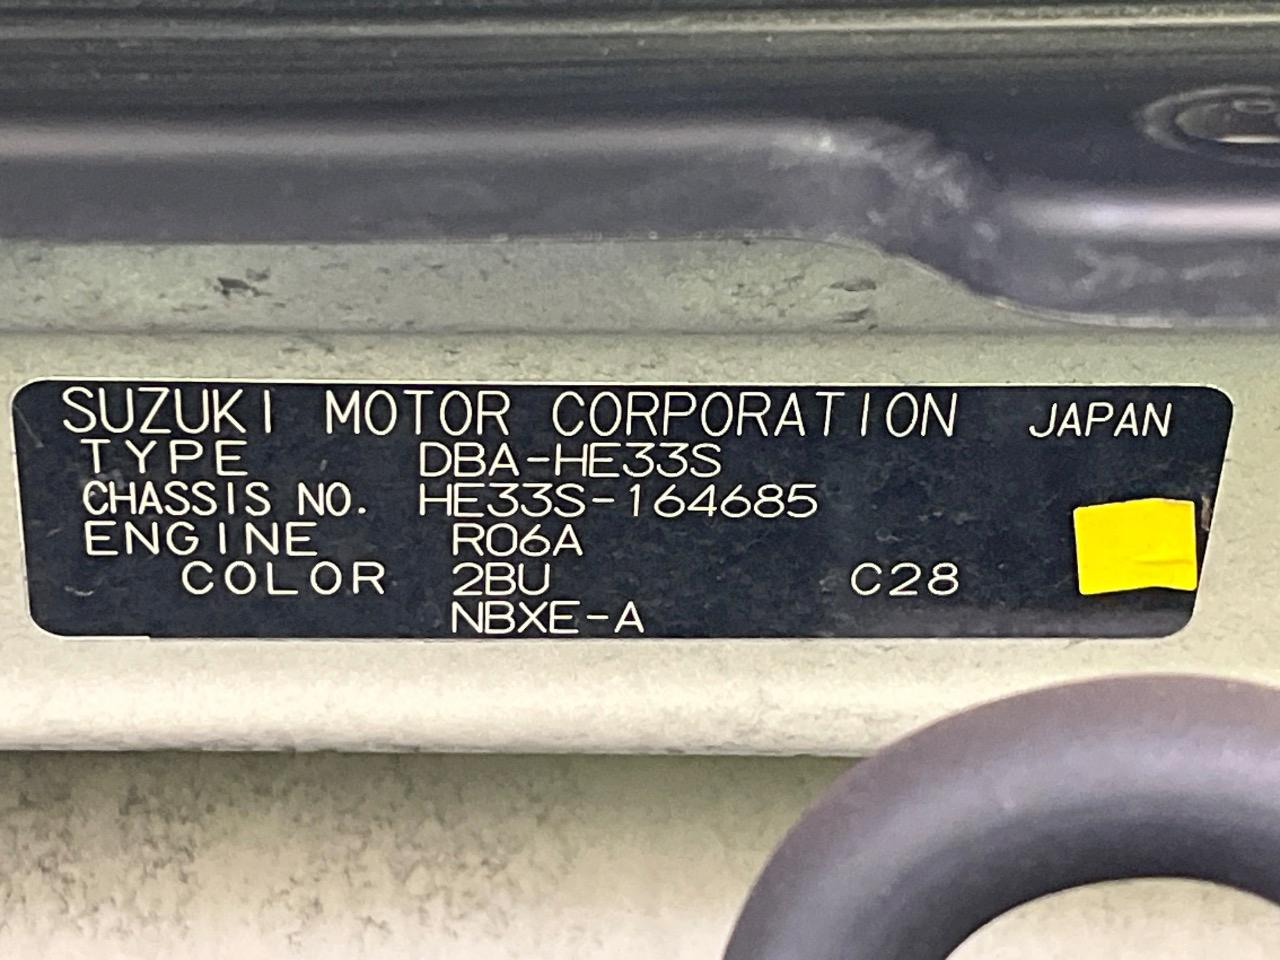 SUZUKI MOTOR CORPORATION JAPAN
TYPE DBA-HE33S
CHASSIS NO. HE33S-164685
ENGINE R06A
COLOR 2BU C28
NBXE-A